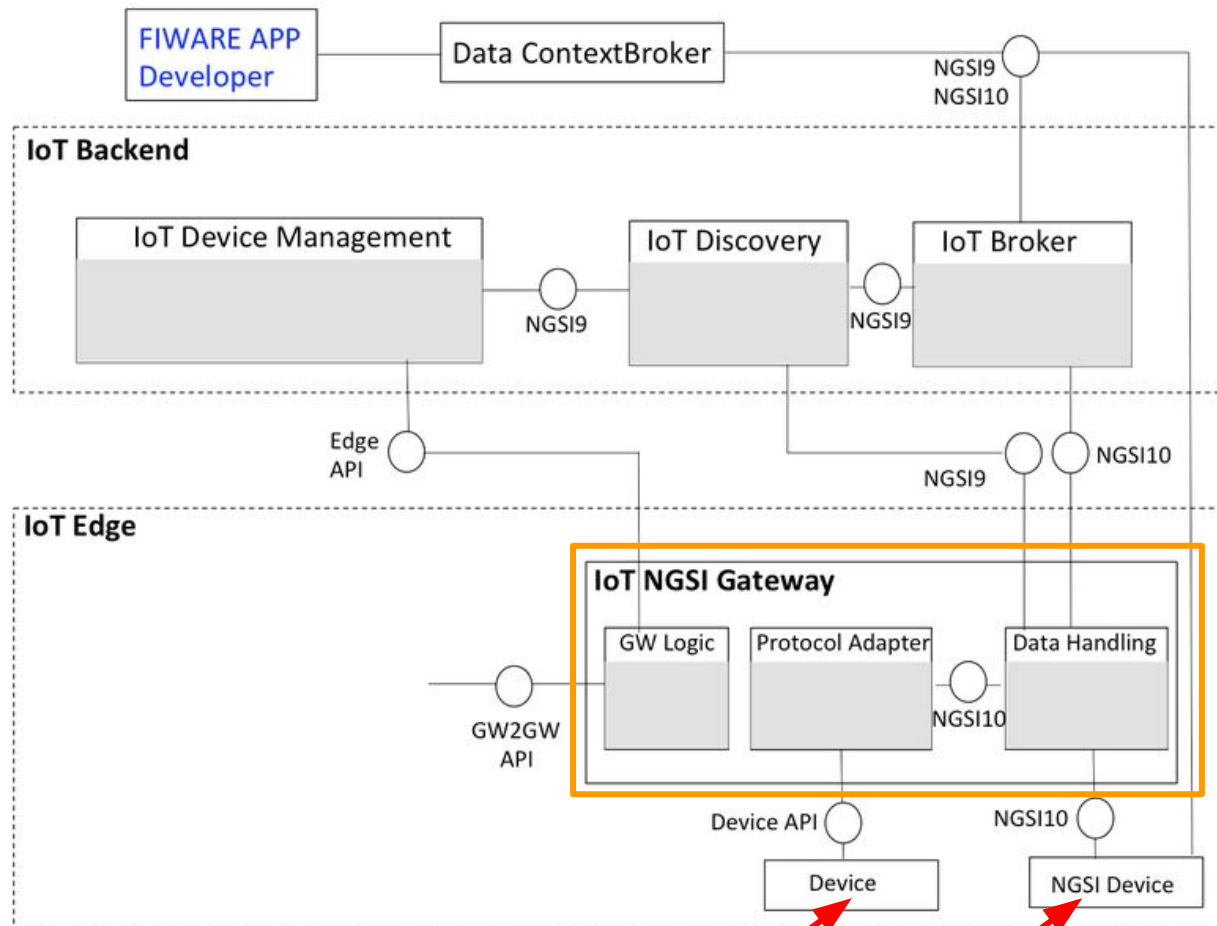 FIWARE APP
Developer
Data ContextBroker
NGSI9
NGSI10
IoT Backend
IoT Device Management
IoT Discovery
IoT Broker
NGSI9
NGSI9
Edge
API
NGSI9
NGSI10
IoT Edge
IoT NGSI Gateway
GW Logic
Protocol Adapter
Data Handling
GW2GW
API
NGSI10
Device API
NGSI10
Device
NGSI Device